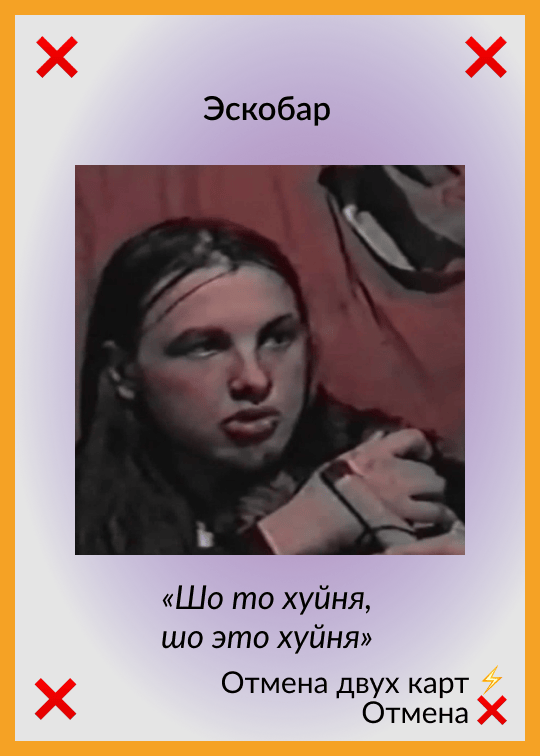 Эскобар
«Шо то хуйня,
шо это хуйня»
Отмена двух карт ⚡
Отмена ❌